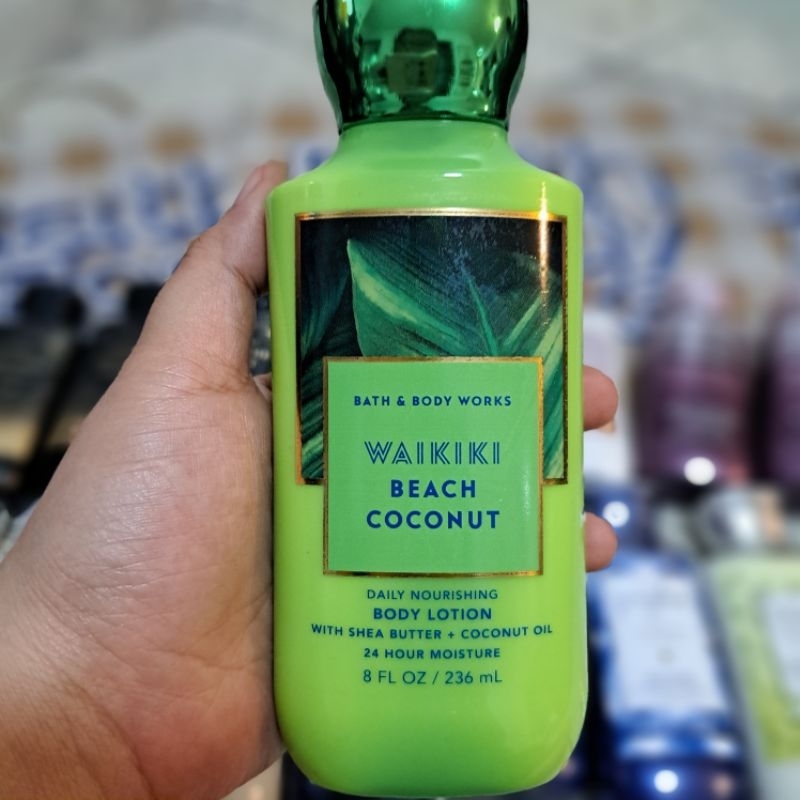 BATH & BODY WORKS
WAIKIKI
BEACH
COCONUT
DAILY NOURISHING
BODY LOTION
WITH SHEA BUTTER + COCONUT OIL
24 HOUR MOISTURE
8 FL OZ / 236 mL